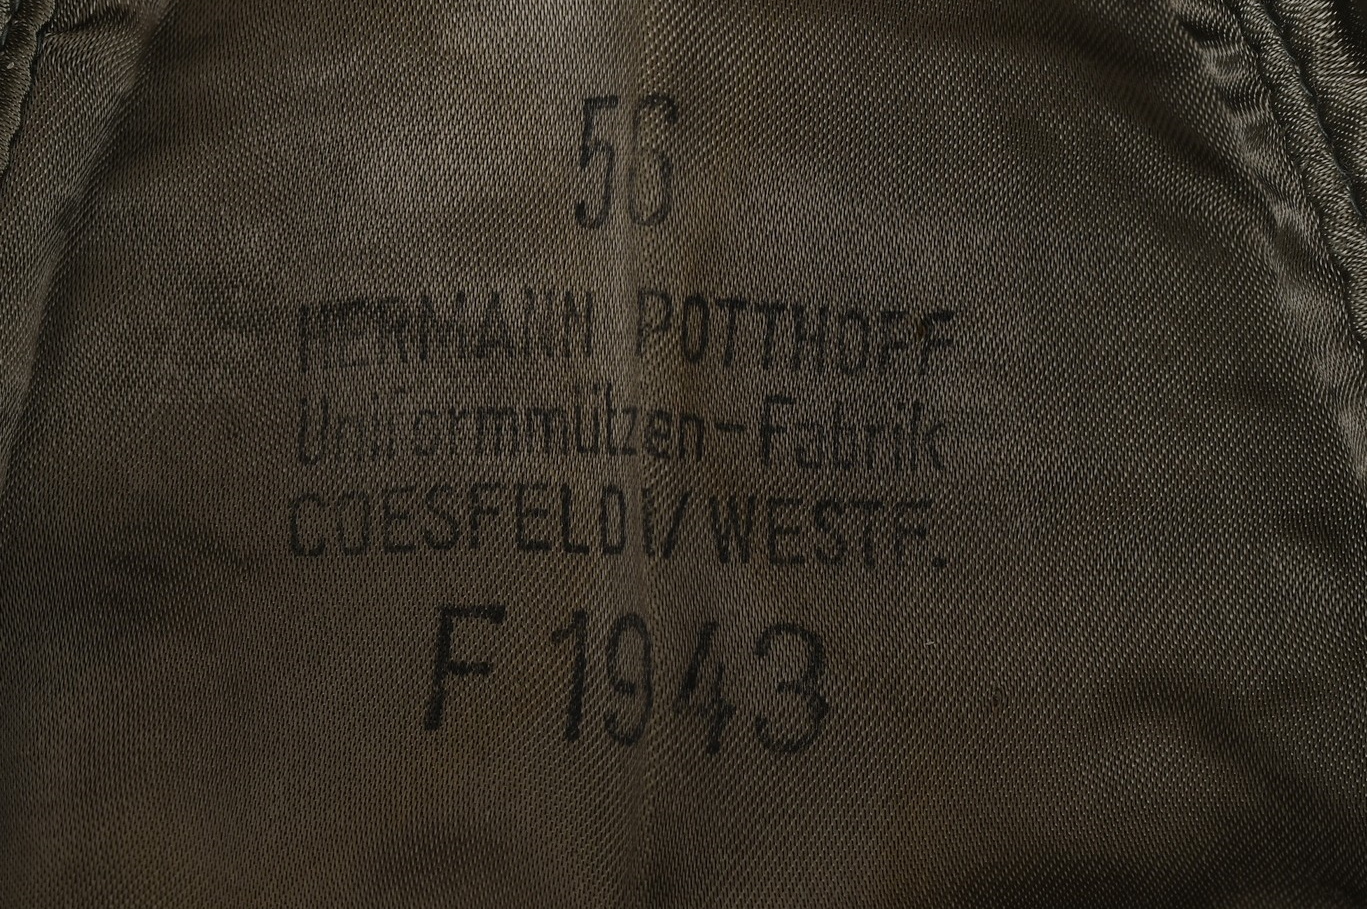 56
HERMANN POTTHOFF
Uniformmützen-Fabrik
COESFELD i/WESTF.
F 1943